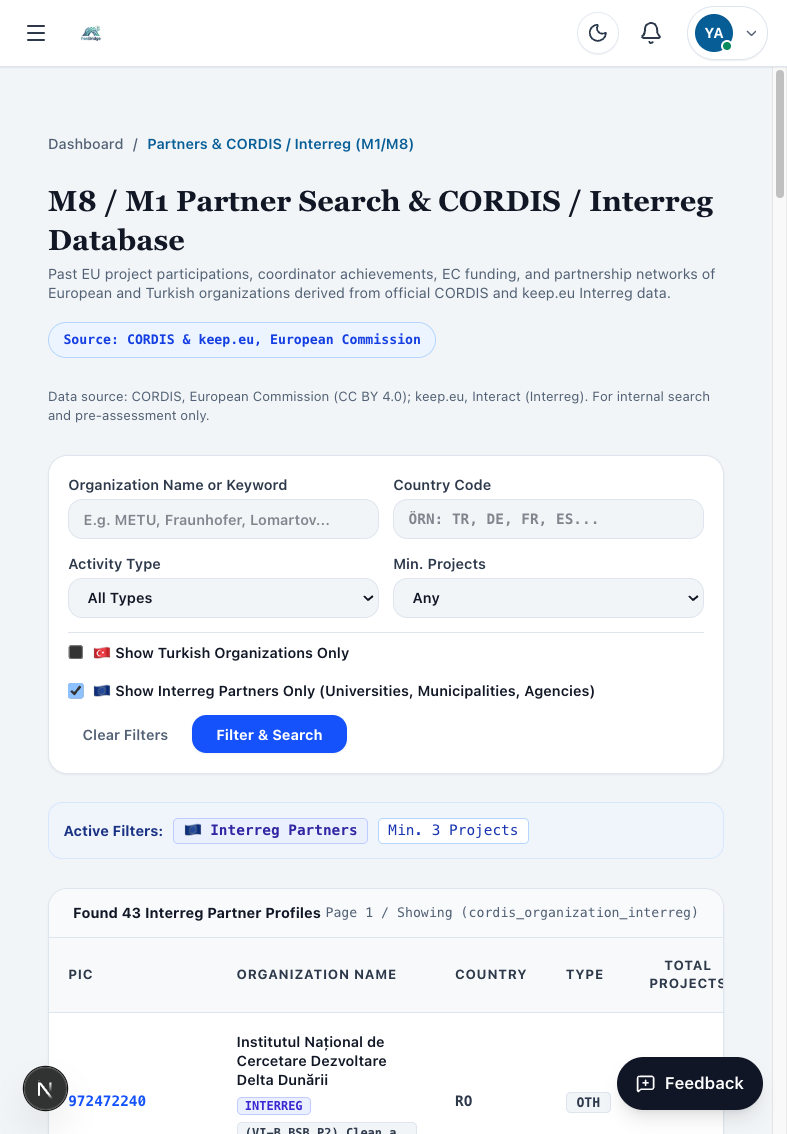 YA
Dashboard / Partners & CORDIS / Interreg (M1/M8)
M8 / M1 Partner Search & CORDIS / Interreg
Database
Past EU project participations, coordinator achievements, EC funding, and partnership networks of
European and Turkish organizations derived from official CORDIS and keep.eu Interreg data.
Source: CORDIS & keep.eu, European Commission
Data source: CORDIS, European Commission (CC BY 4.0); keep.eu, Interact (Interreg). For internal search
and pre-assessment only.
Organization Name or Keyword Country Code
E.g. METU, Fraunhofer, Lomartov... ÖRN: TR, DE, FR, ES...
Activity Type Min. Projects
All Types Any
Show Turkish Organizations Only
Show Interreg Partners Only (Universities, Municipalities, Agencies)
Clear Filters Filter & Search
Active Filters: Interreg Partners Min. 3 Projects
Found 43 Interreg Partner Profiles Page 1 / Showing (cordis_organization_interreg)
PIC ORGANIZATION NAME COUNTRY TYPE TOTAL
PROJECTS
Institutul Național de
Cercetare Dezvoltare
Delta Dunării
972472240 INTERREG RO OTH
(VI-B BSB P2) Clean a
N
Feedback